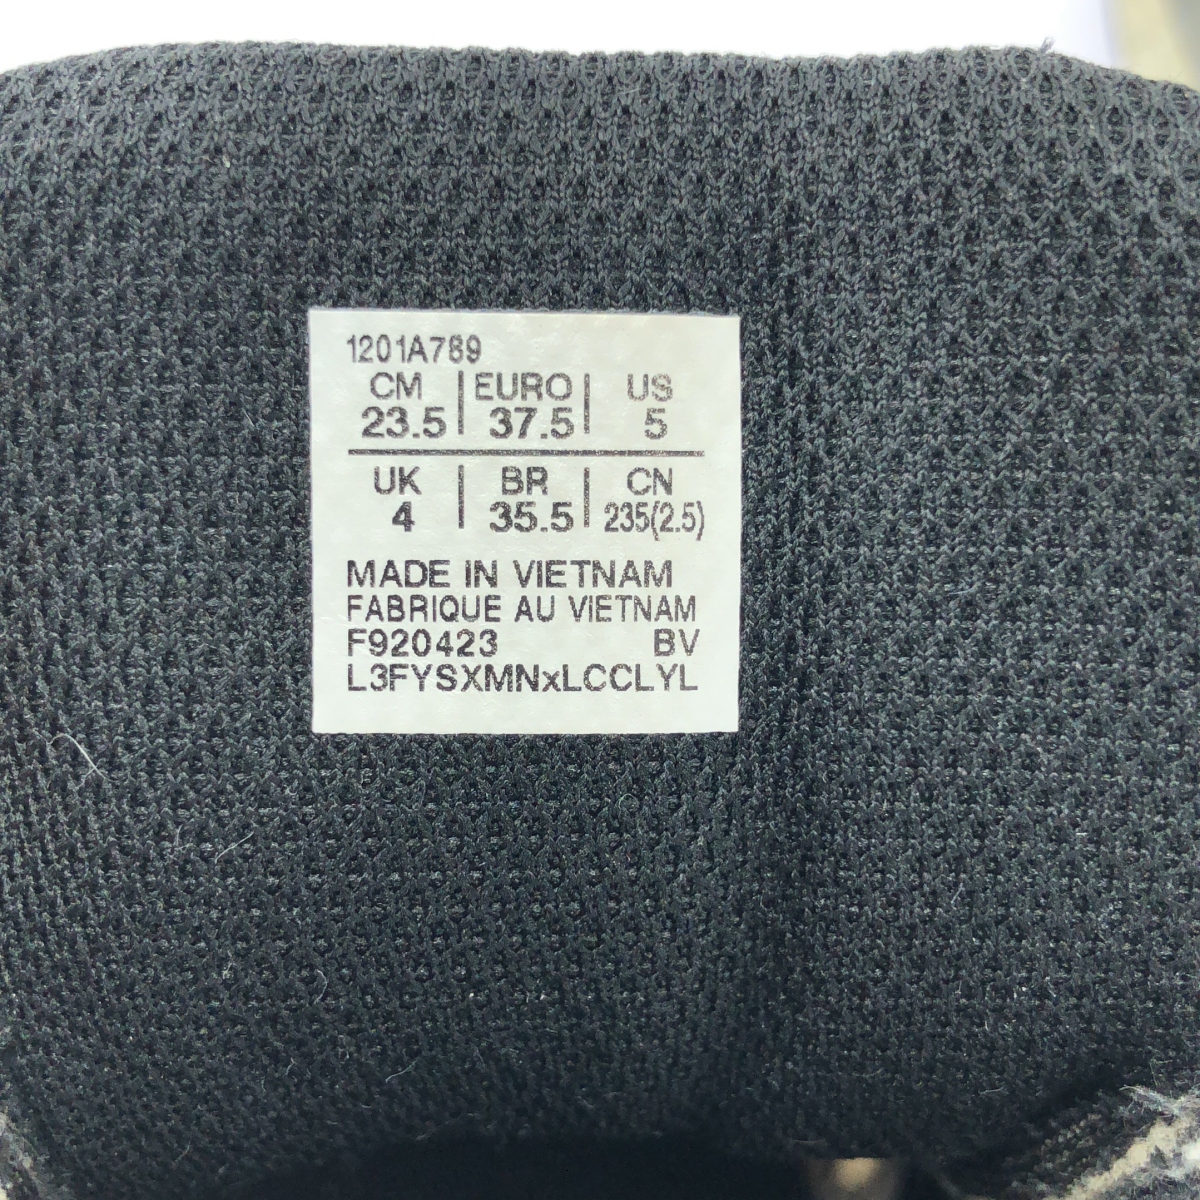 1201A789
CM | EURO | US
23.5 | 37.5 | 5
UK | BR | CN
4 | 35.5 | 235(2.5)
MADE IN VIETNAM
FABRIQUE AU VIETNAM
F920423 BV
L3FYSXMNxLCCLYL